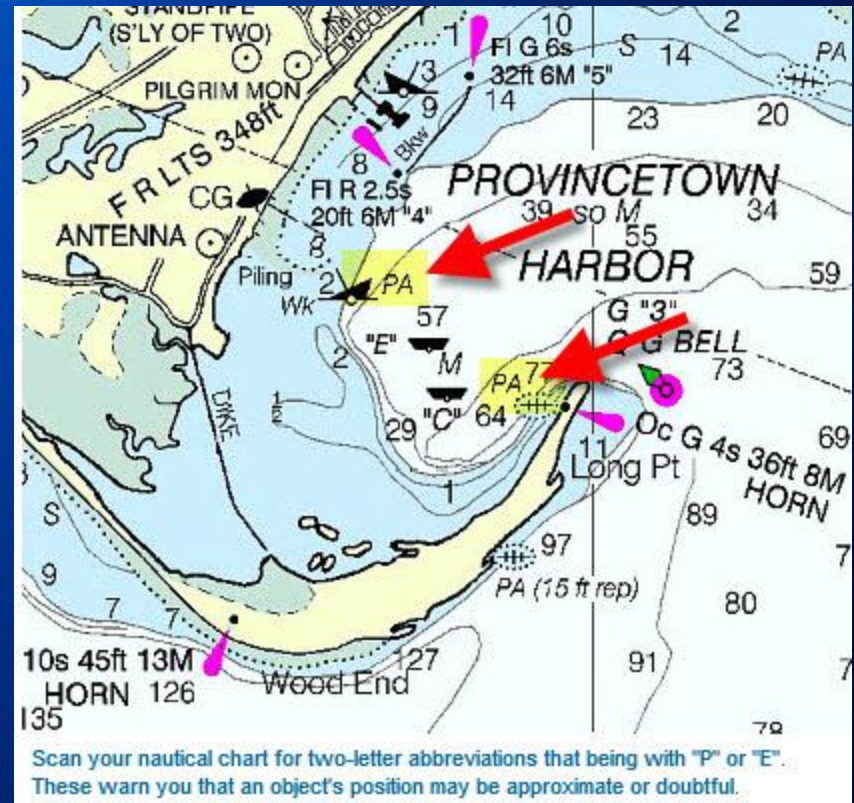 STANDPIPE
(S'LY OF TWO)
PILGRIM MON
F R LTS 348ft
CG
ANTENNA
1
1
3
9
8
Bkw
Fl G 6s
32ft 6M "5"
14
10
S
14
2
PA
23
20
Fl R 2.5s
20ft 6M "4"
PROVINCETOWN
39
so M
34
55
HARBOR
59
8
Piling
Wk
2
PA
57
"E"
M
"C"
PA
77
64
29
2
1
2
1
G "3"
Q G BELL
73
Oc G 4s 36ft 8M
HORN
69
11
Long Pt
DIKE
89
97
PA (15 ft rep)
80
7
91
7
78
S
9
7
7
10s 45ft 13M
HORN
126
Wood End
127
135
Scan your nautical chart for two-letter abbreviations that being with "P" or "E".
These warn you that an object's position may be approximate or doubtful.